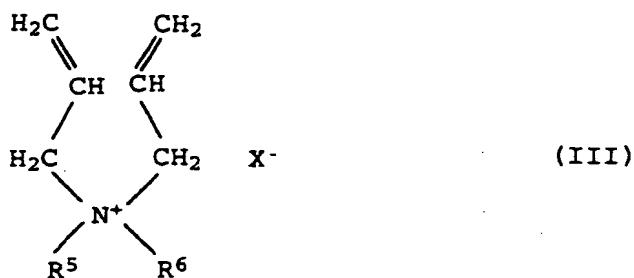 H₂C CH₂
CH CH
H₂C CH₂ X⁻ (III)
N⁺
R⁵ R⁶